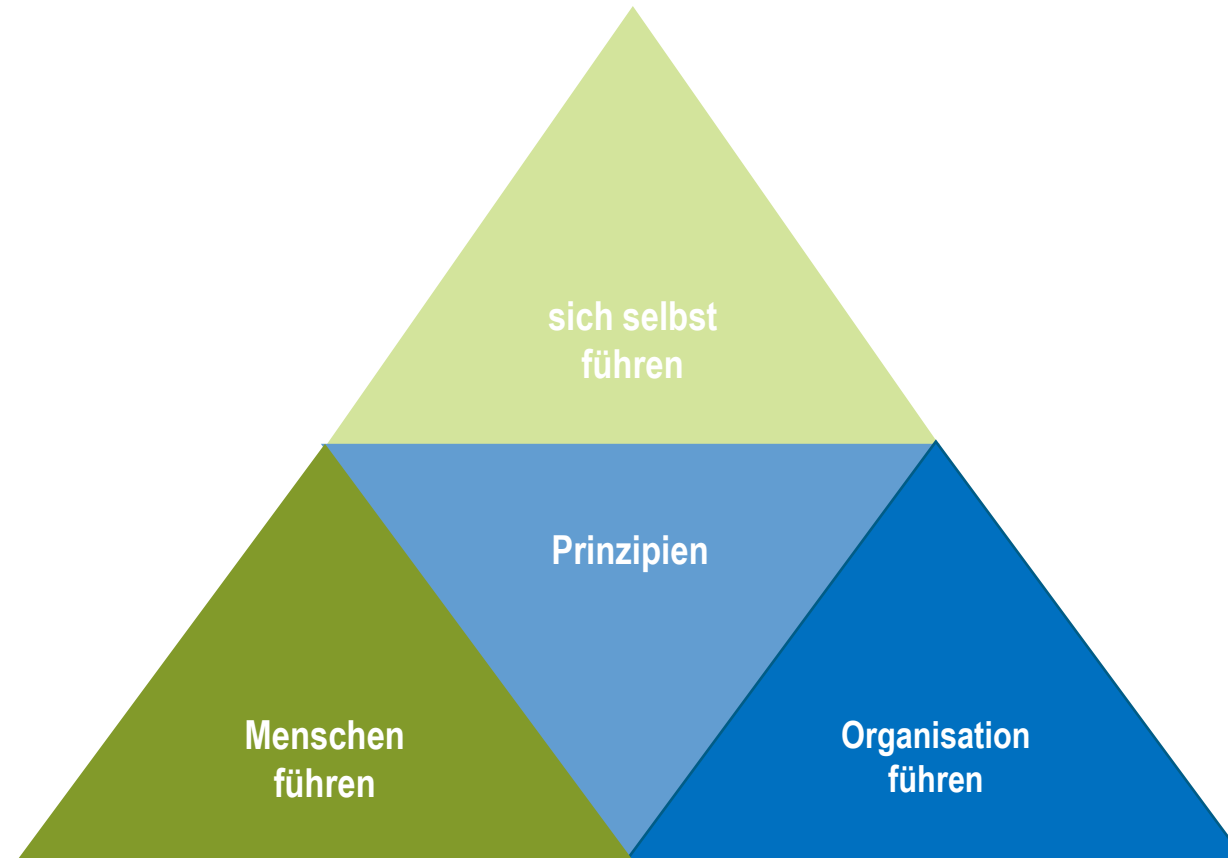 sich selbst
führen
Prinzipien
Menschen
führen
Organisation
führen